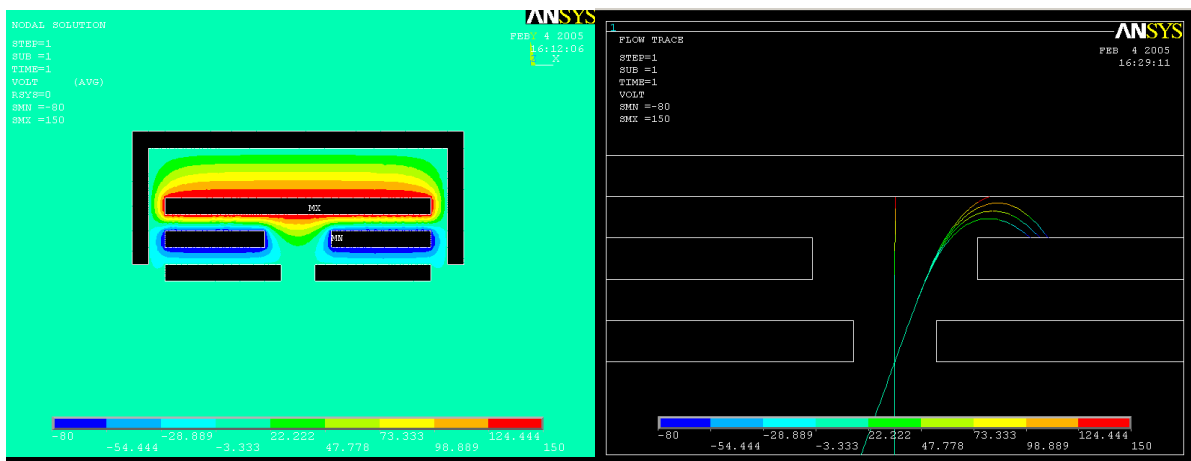 ANSYS
NODAL SOLUTION
FEB 4 2005
16:12:06
STEP=1
SUB =1
TIME=1
VOLT (AVG)
RSYS=0
SMN =-80
SMX =150
Y
X
MX
MN
-80 -28.889 22.222 73.333 124.444
-54.444 -3.333 47.778 98.889 150
1
ANSYS
FLOW TRACE
FEB 4 2005
16:29:11
STEP=1
SUB =1
TIME=1
VOLT
SMN =-80
SMX =150
-80 -28.889 22.222 73.333 124.444
-54.444 -3.333 47.778 98.889 150